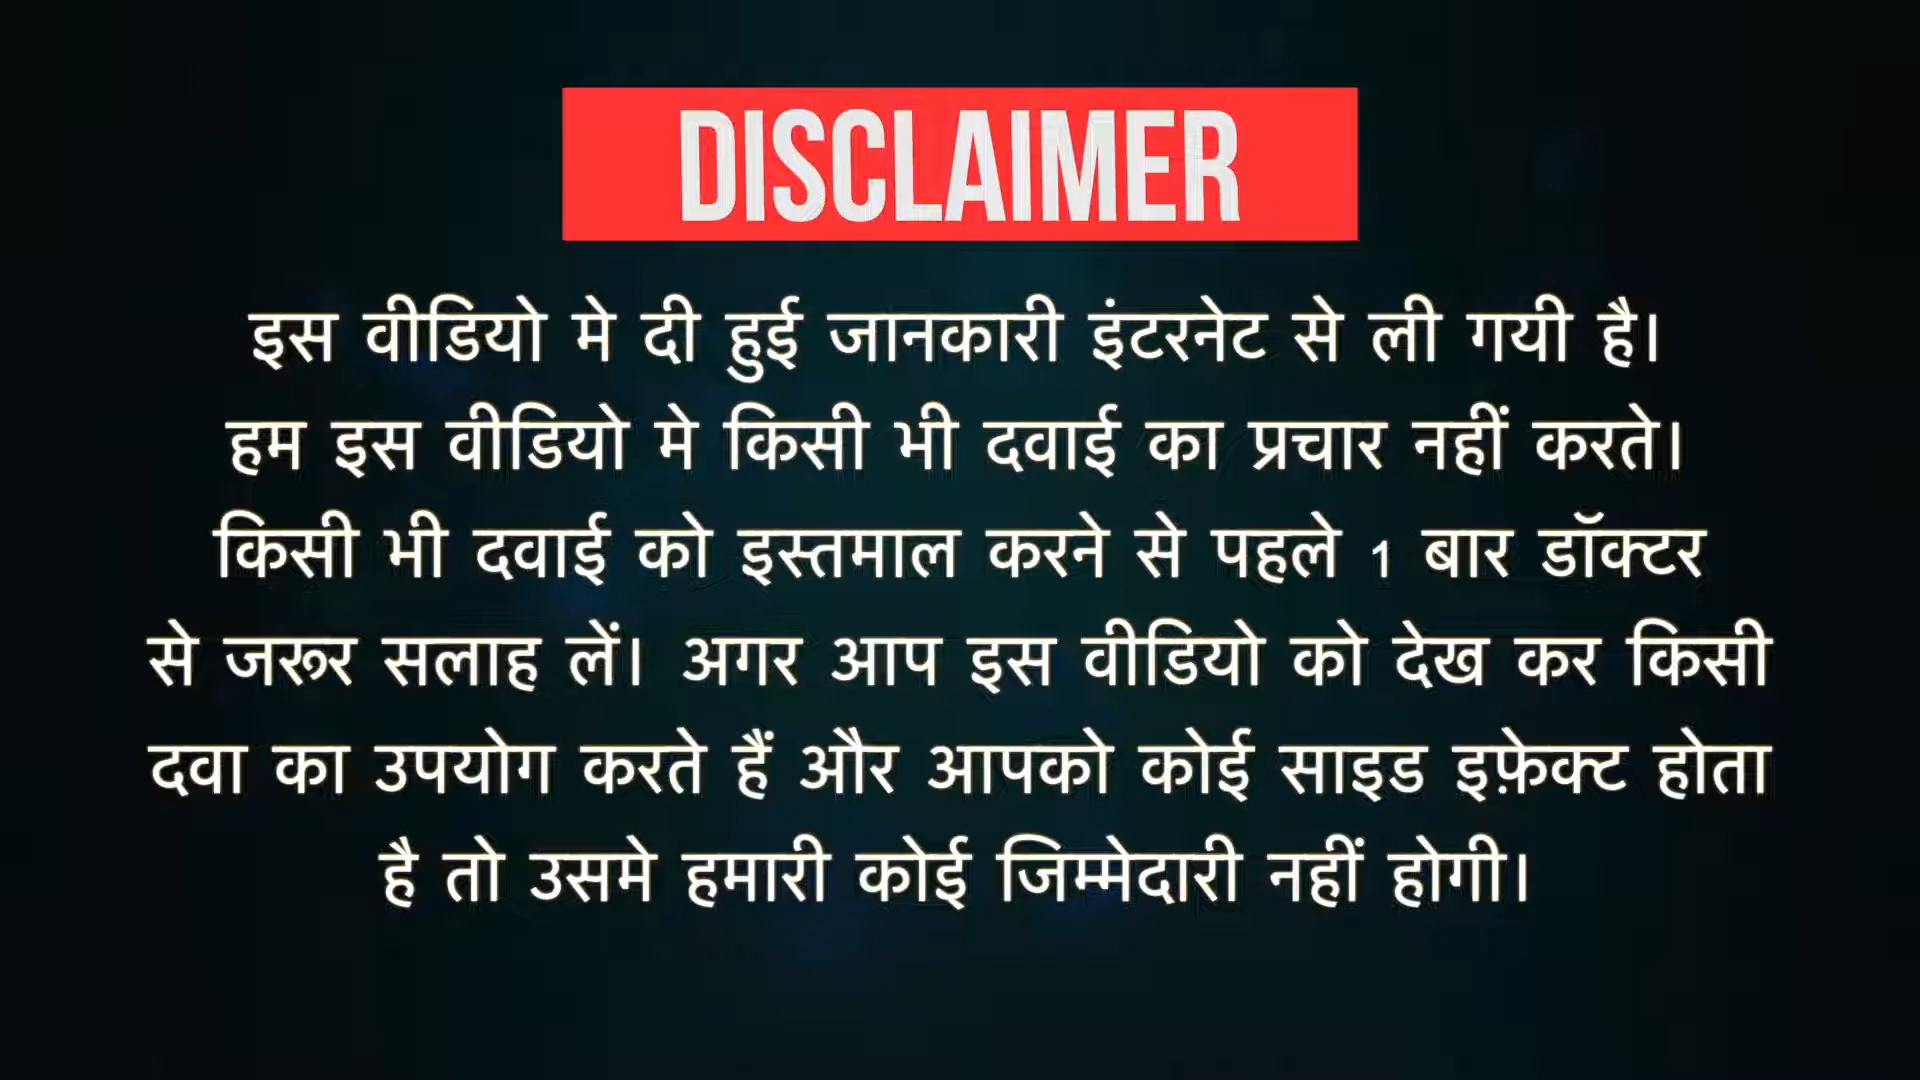 DISCLAIMER
इस वीडियो मे दी हुई जानकारी इंटरनेट से ली गयी है।
हम इस वीडियो मे किसी भी दवाई का प्रचार नहीं करते।
किसी भी दवाई को इस्तमाल करने से पहले 1 बार डॉक्टर
से जरूर सलाह लें। अगर आप इस वीडियो को देख कर किसी
दवा का उपयोग करते हैं और आपको कोई साइड इफ़ेक्ट होता
है तो उसमे हमारी कोई जिम्मेदारी नहीं होगी।